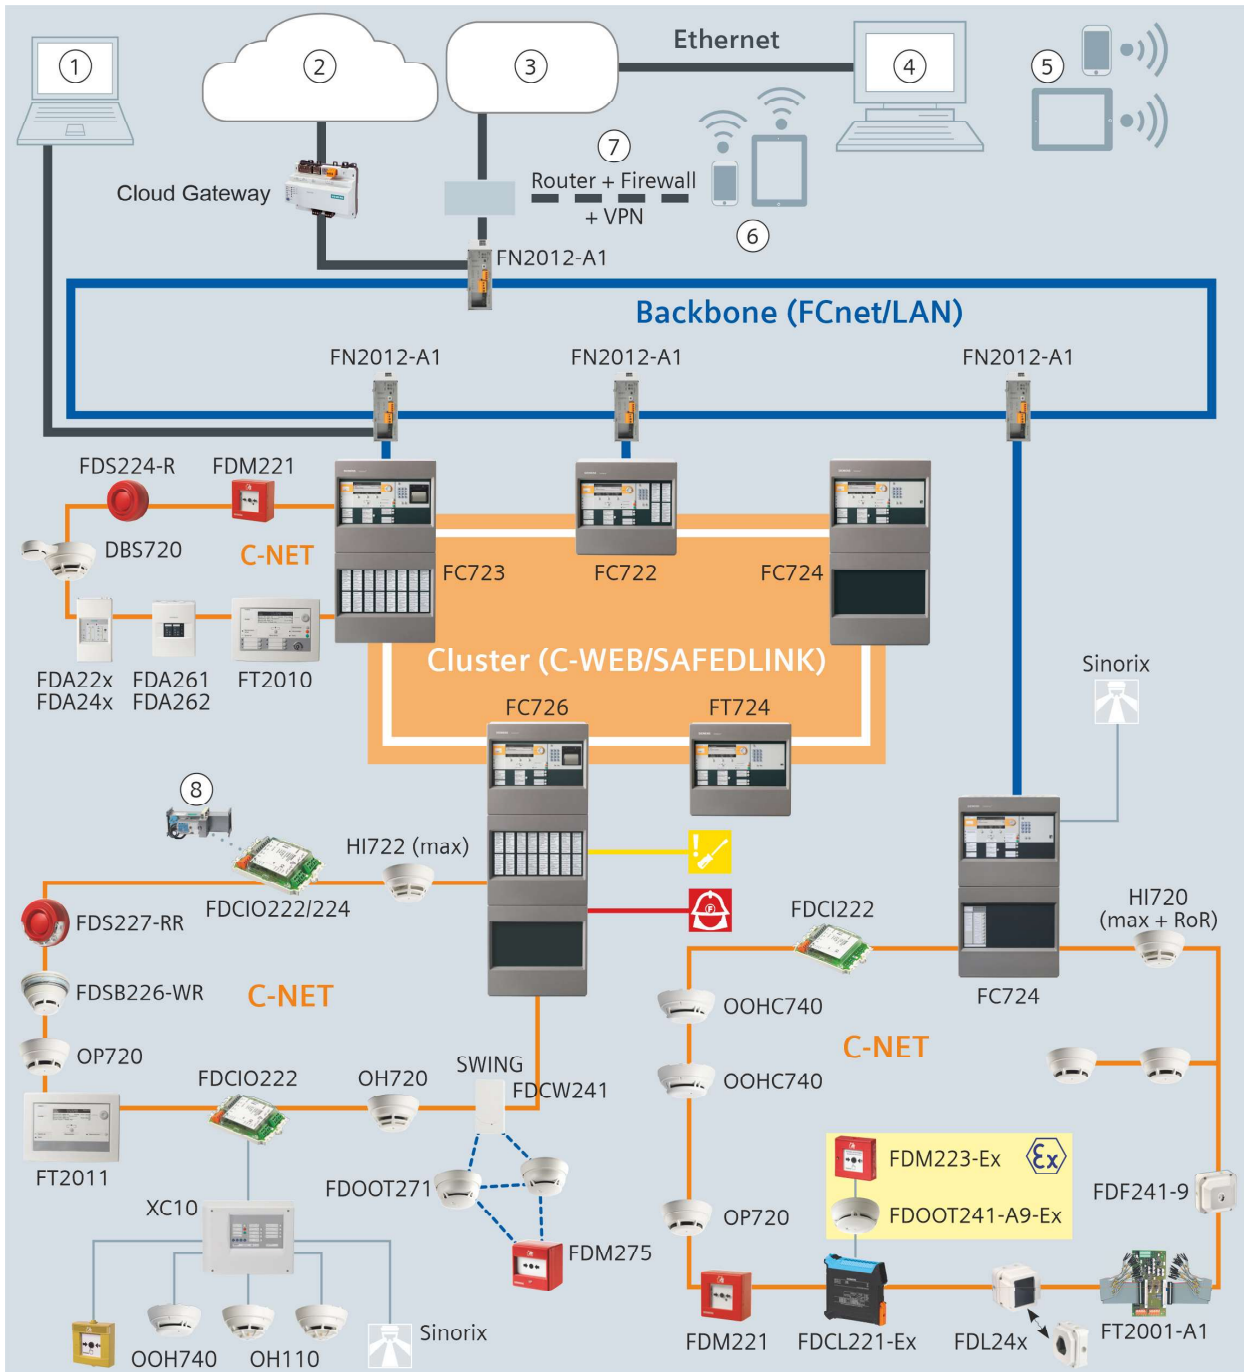 Ethernet
1
2
3
4
5
7
Router + Firewall
+ VPN
6
Cloud Gateway
FN2012-A1
Backbone (FCnet/LAN)
FN2012-A1
FN2012-A1
FN2012-A1
FDS224-R
FDM221
DBS720
C-NET
FC723
FC722
FC724
FDA22x
FDA24x
FDA261
FDA262
FT2010
Cluster (C-WEB/SAFEDLINK)
FC726
FT724
Sinorix
8
HI722 (max)
FDCIO222/224
FDS227-RR
FDSB226-WR
C-NET
OP720
FDCIO222
OH720
SWING
FDCW241
FT2011
FDOOT271
XC10
FDM275
OOH740
OH110
Sinorix
FDCI222
HI720
(max + RoR)
FC724
OOHC740
C-NET
OOHC740
FDM223-Ex
Ex
FDOOT241-A9-Ex
OP720
FDF241-9
FDM221
FDCL221-Ex
FDL24x
FT2001-A1